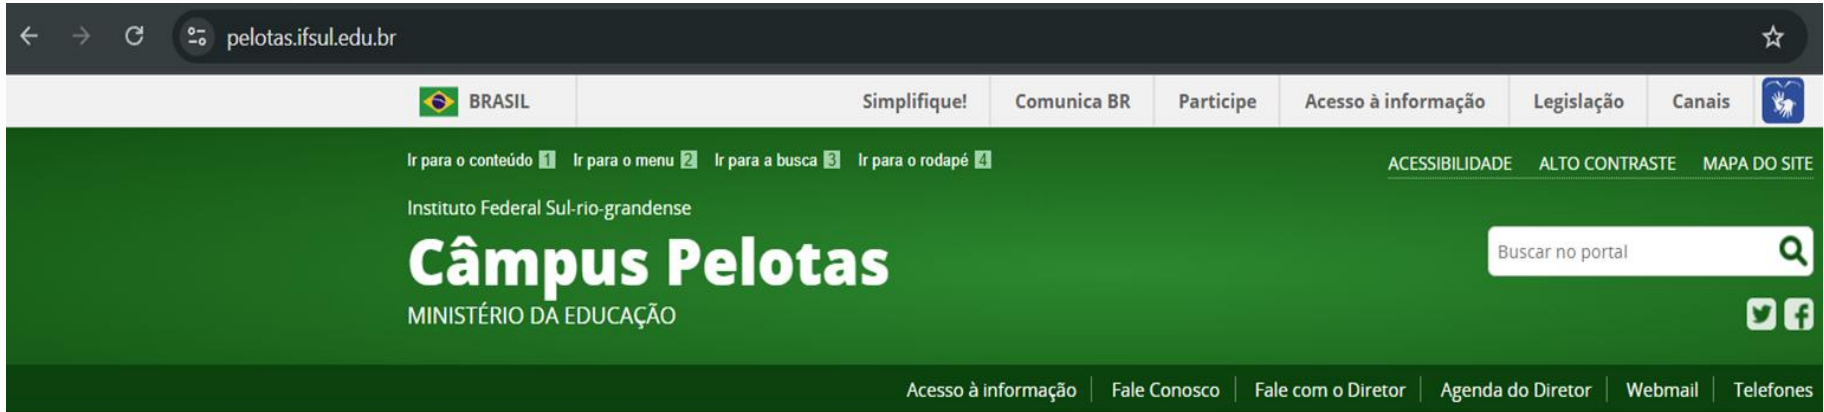 pelotas.ifsul.edu.br
BRASIL Simplifique! Comunica BR Participe Acesso à informação Legislação Canais
Ir para o conteúdo 1 Ir para o menu 2 Ir para a busca 3 Ir para o rodapé 4 ACESSIBILIDADE ALTO CONTRASTE MAPA DO SITE
Instituto Federal Sul-rio-grandense
Câmpus Pelotas
Buscar no portal
MINISTÉRIO DA EDUCAÇÃO
Acesso à informação Fale Conosco Fale com o Diretor Agenda do Diretor Webmail Telefones